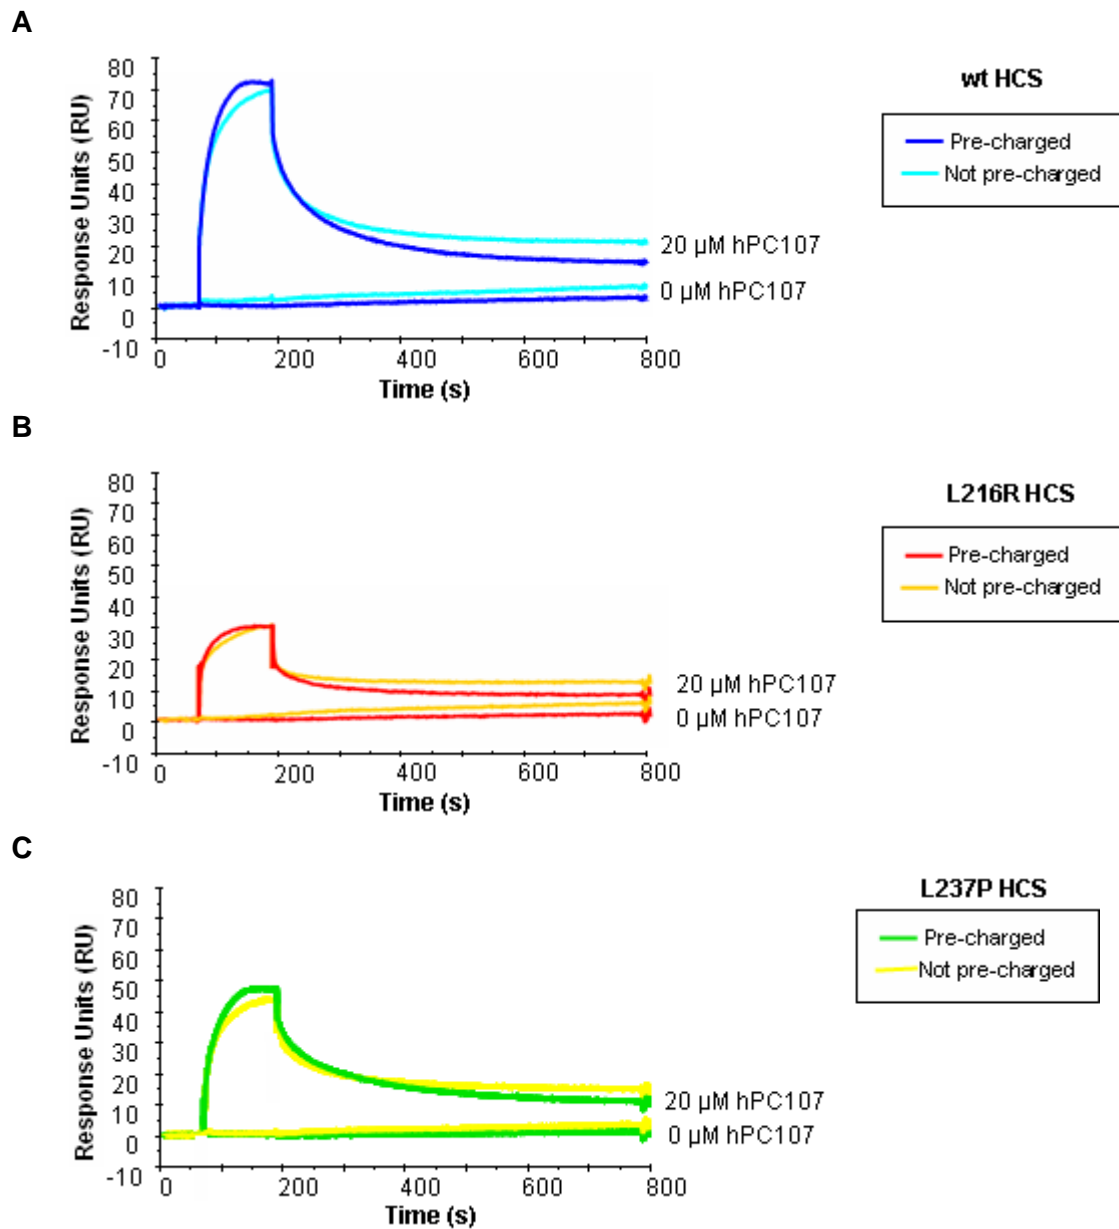 A
wt HCS
Pre-charged
Not pre-charged
Response Units (RU)
80
70
60
50
40
30
20
10
0
-10
20 µM hPC107
0 µM hPC107
0 200 400 600 800
Time (s)
B
L216R HCS
Pre-charged
Not pre-charged
Response Units (RU)
80
70
60
50
40
30
20
10
0
-10
20 µM hPC107
0 µM hPC107
0 200 400 600 800
Time (s)
C
L237P HCS
Pre-charged
Not pre-charged
Response Units (RU)
80
70
60
50
40
30
20
10
0
-10
20 µM hPC107
0 µM hPC107
0 200 400 600 800
Time (s)